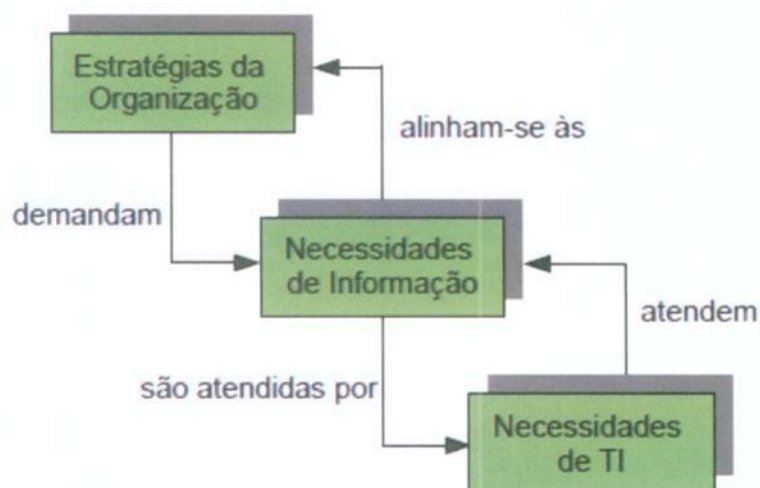 Estratégias da
Organização
alinham-se às
demandam
Necessidades
de Informação
atendem
são atendidas por
Necessidades
de TI